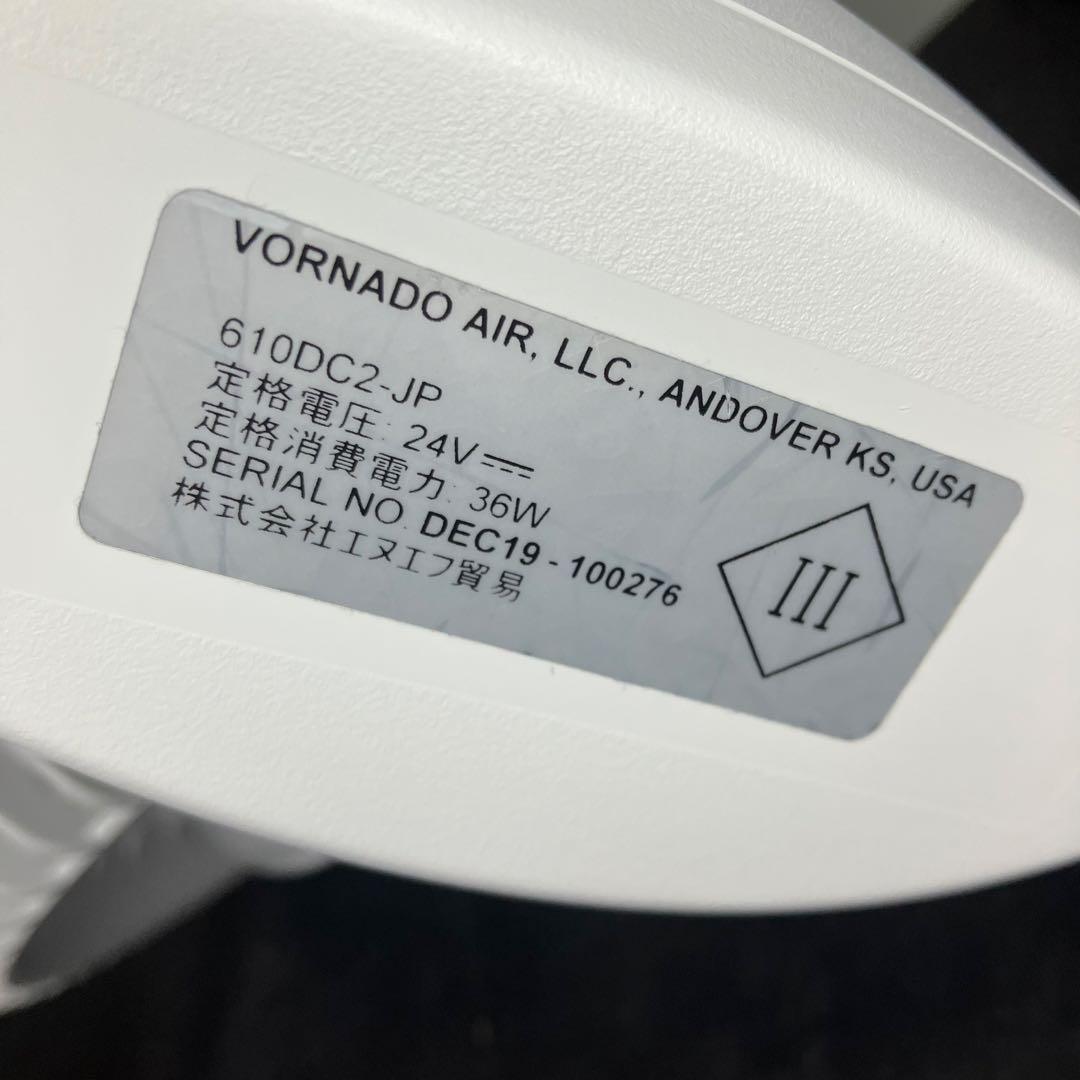 VORNADO AIR, LLC., ANDOVER KS, USA
610DC2-JP
定格電圧: 24V⎓
定格消費電力: 36W
SERIAL NO. DEC19 - 100276
株式会社エヌエフ貿易
III